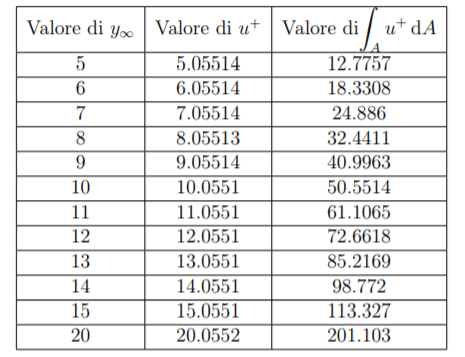 Valore di y∞ Valore di u⁺ Valore di ∫_A u⁺ dA
5 5.05514 12.7757
6 6.05514 18.3308
7 7.05514 24.886
8 8.05513 32.4411
9 9.05514 40.9963
10 10.0551 50.5514
11 11.0551 61.1065
12 12.0551 72.6618
13 13.0551 85.2169
14 14.0551 98.772
15 15.0551 113.327
20 20.0552 201.103